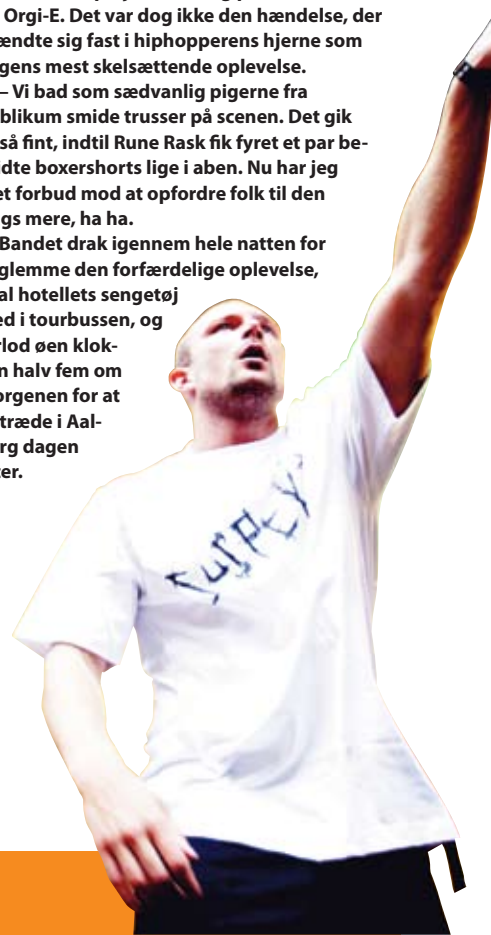 Orgi-E. Det var dog ikke den hændelse, der
ændte sig fast i hiphopperens hjerne som
gens mest skelsættende oplevelse.
– Vi bad som sædvanlig pigerne fra
blikum smide trusser på scenen. Det gik
så fint, indtil Rune Rask fik fyret et par be-
idte boxershorts lige i aben. Nu har jeg
et forbud mod at opfordre folk til den
gs mere, ha ha.
Bandet drak igennem hele natten for
glemme den forfærdelige oplevelse,
al hotellets sengetøj
ed i tourbussen, og
rlod øen klok-
n halv fem om
orgenen for at
træde i Aal-
rg dagen
er.